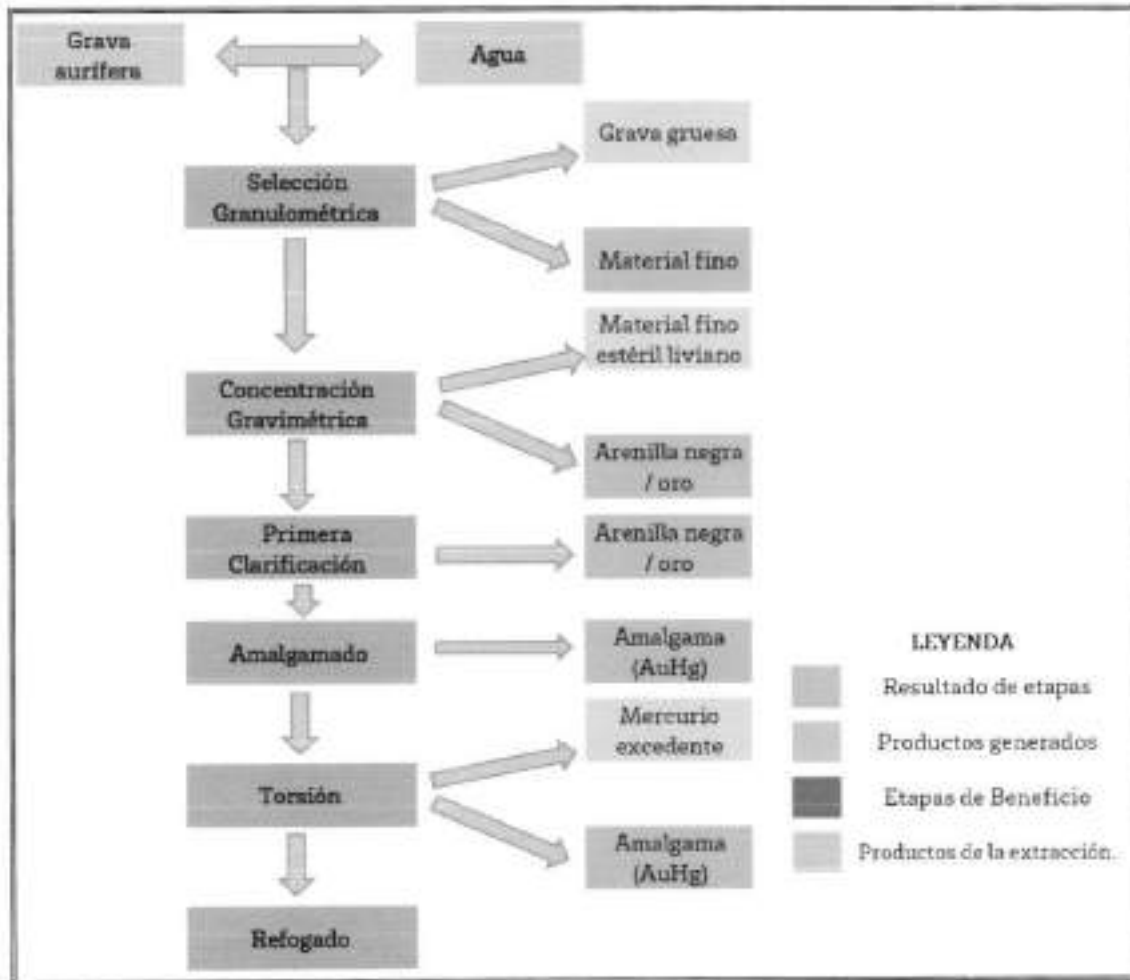 Grava
aurífera
Agua
Grava gruesa
Selección
Granulométrica
Material fino
Material fino
estéril liviano
Concentración
Gravimétrica
Arenilla negra
/ oro
Primera
Clarificación
Arenilla negra
/ oro
Amalgamado
Amalgama
(AuHg)
LEYENDA
Resultado de etapas
Mercurio
excedente
Productos generados
Torsión
Etapas de Beneficio
Amalgama
(AuHg)
Productos de la extracción.
Refogado